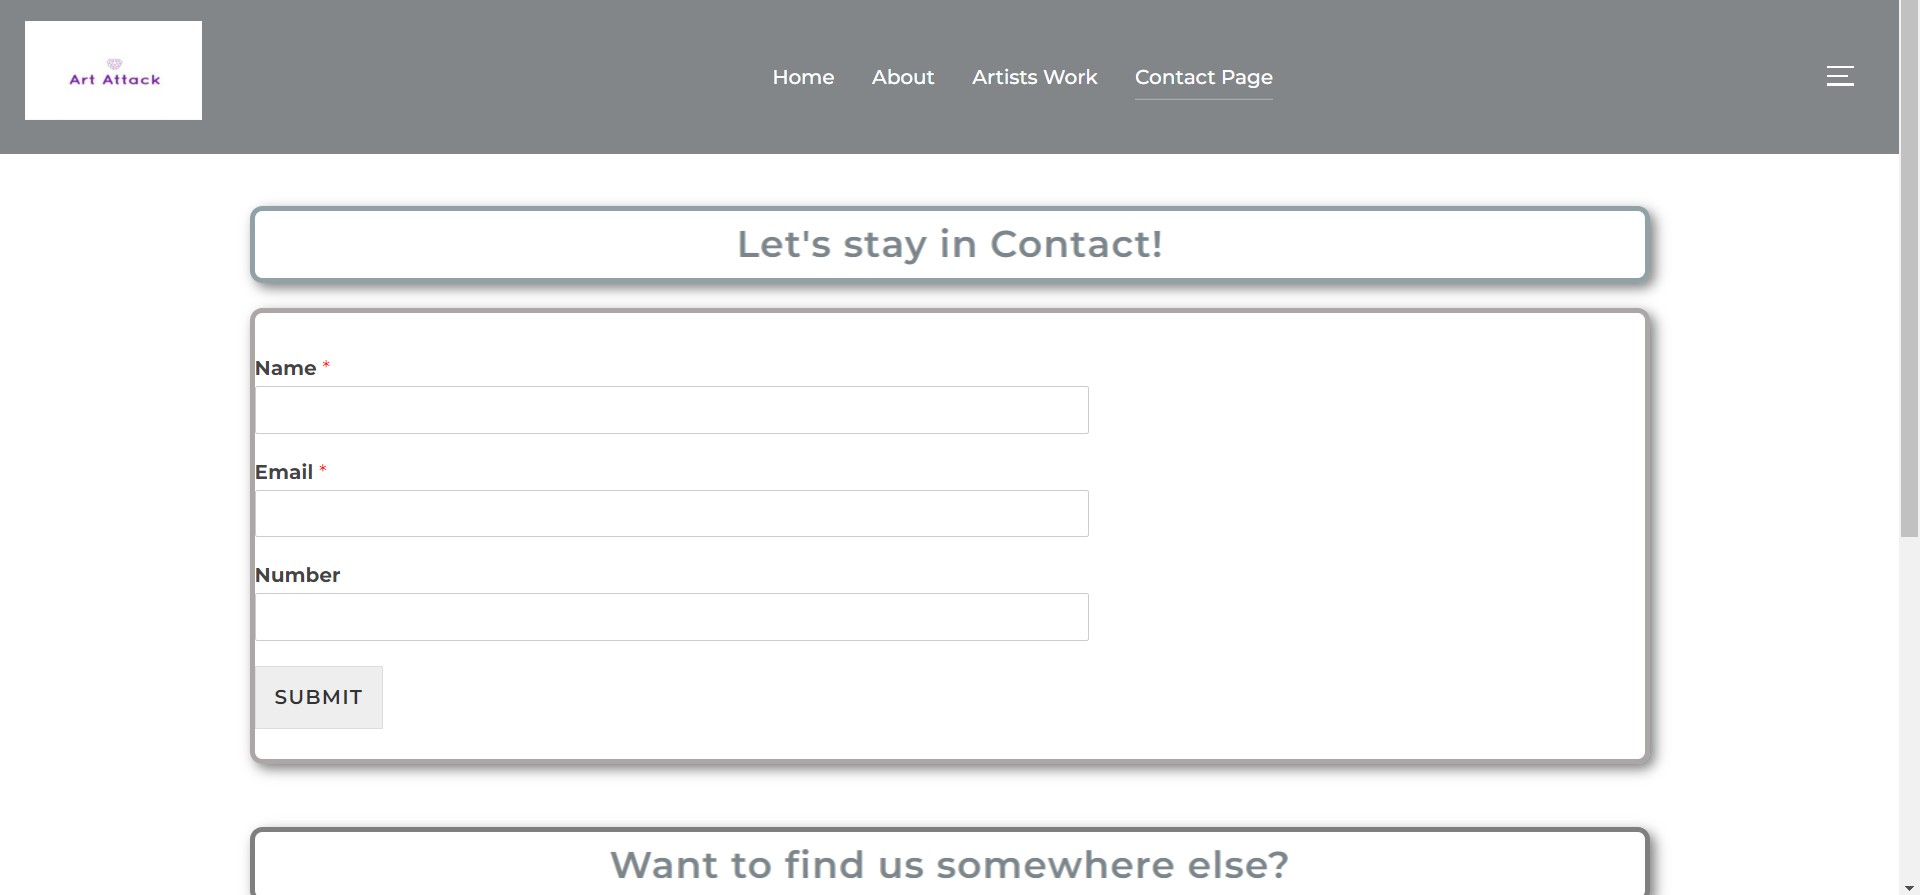 Art Attack
Home About Artists Work Contact Page
Let's stay in Contact!
Name *
Email *
Number
SUBMIT
Want to find us somewhere else?